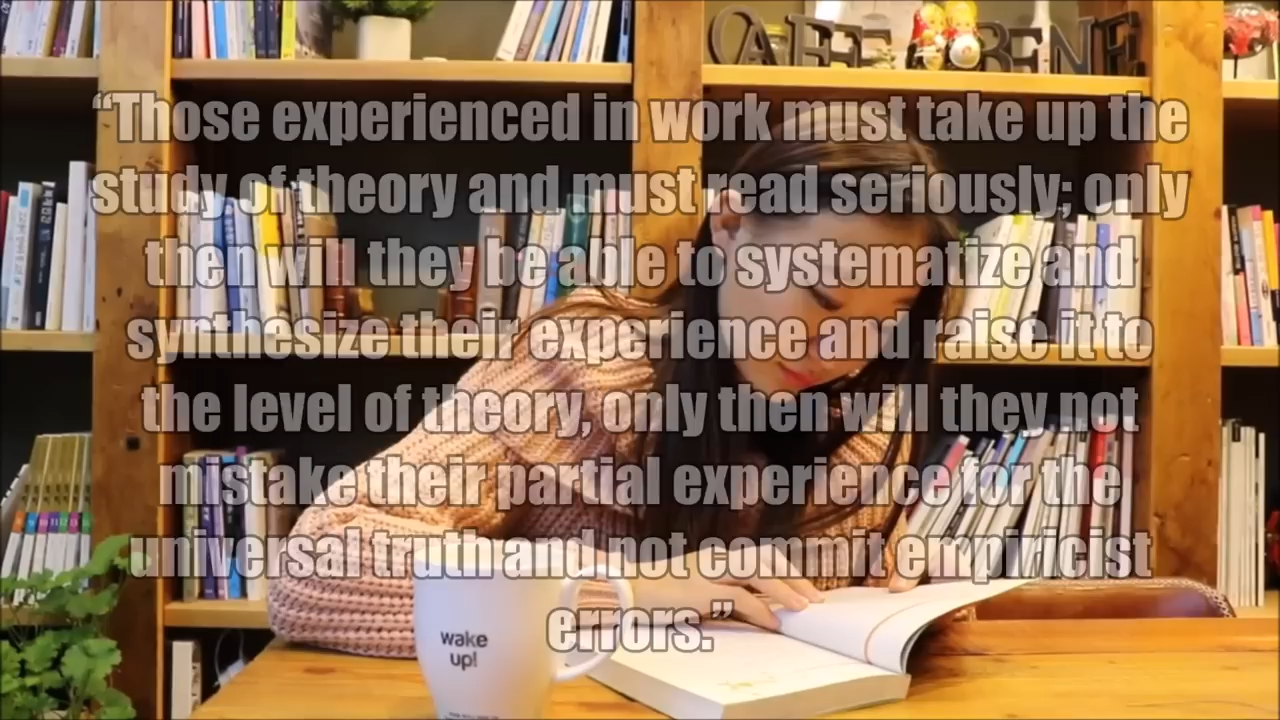 CAFFE BENE
“Those experienced in work must take up the
study of theory and must read seriously; only
then will they be able to systematize and
synthesize their experience and raise it to
the level of theory, only then will they not
mistake their partial experience for the
universal truth and not commit empiricist
errors.”
wake
up!